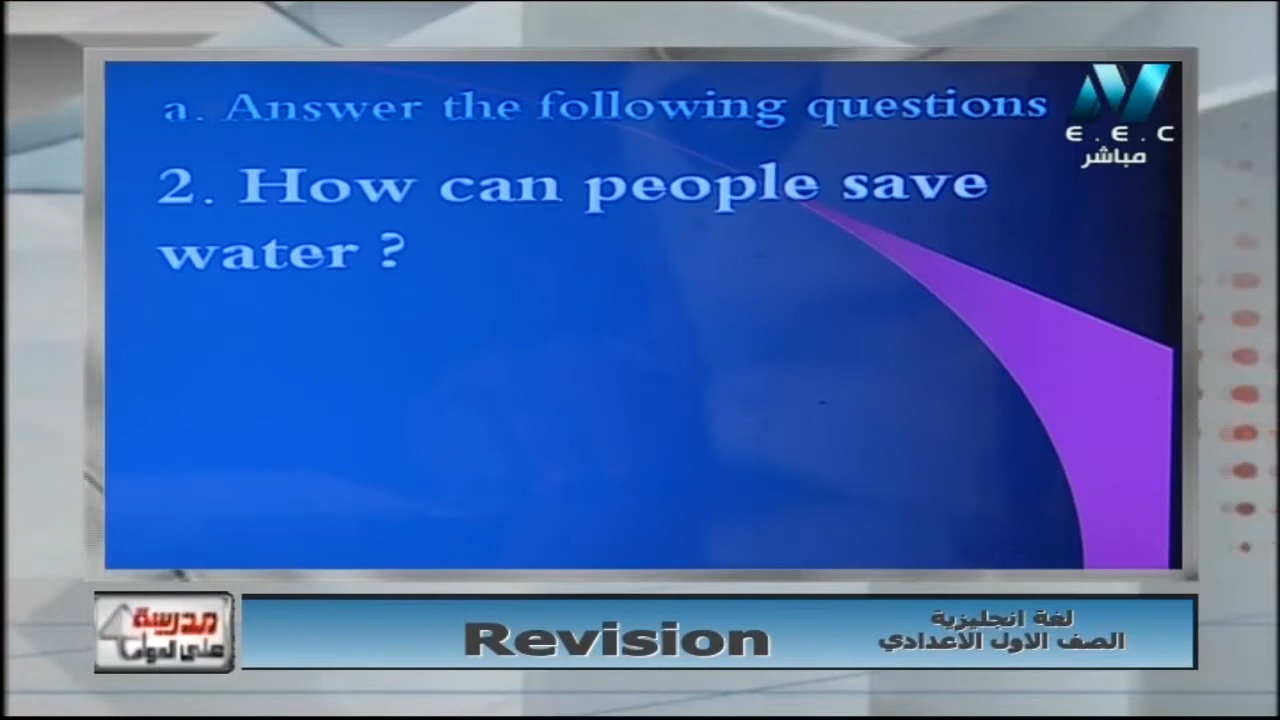 a. Answer the following questions
2. How can people save
water ?
E . E . C
مباشر
مدرسة
على الهواء
Revision
لغة انجليزية
الصف الاول الاعدادي